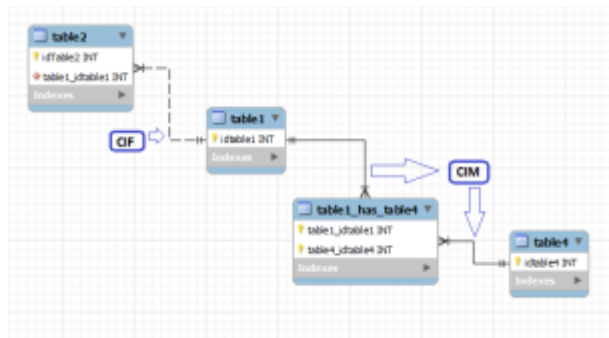 table2
idTable2 INT
table1_idtable1 INT
Indexes
CIF
table1
idtable1 INT
Indexes
CIM
table1_has_table4
table1_idtable1 INT
table4_idtable4 INT
Indexes
table4
idtable4 INT
Indexes